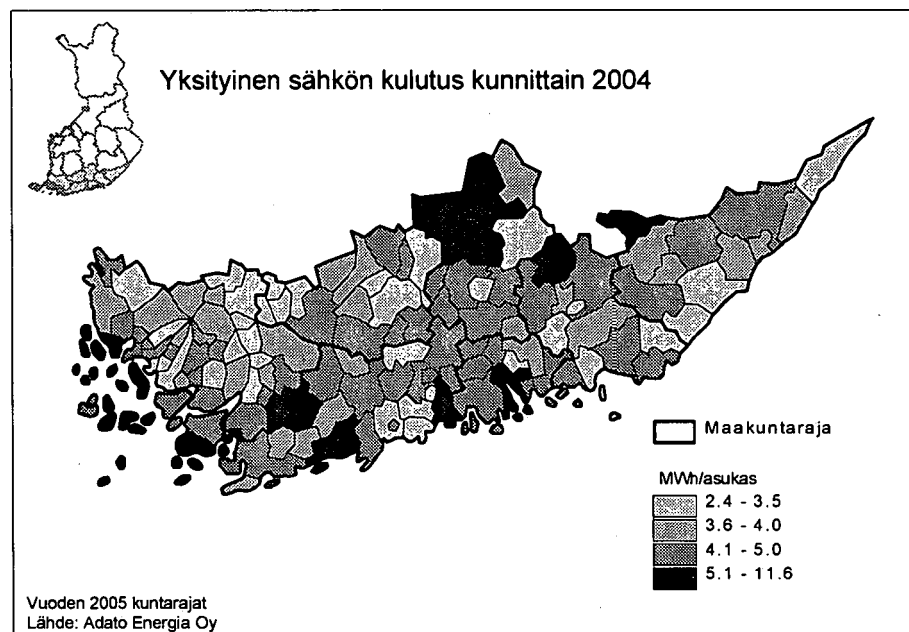 Yksityinen sähkön kulutus kunnittain 2004
Maakuntaraja
MWh/asukas
2.4 - 3.5
3.6 - 4.0
4.1 - 5.0
5.1 - 11.6
Vuoden 2005 kuntarajat
Lähde: Adato Energia Oy